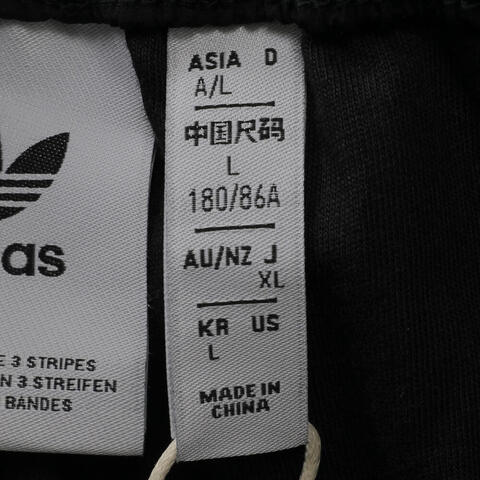 as
E 3 STRIPES
N 3 STREIFEN
BANDES
ASIA D
A/L
中国尺码
L
180/86A
AU/NZ J
XL
KR US
L
MADE IN
CHINA